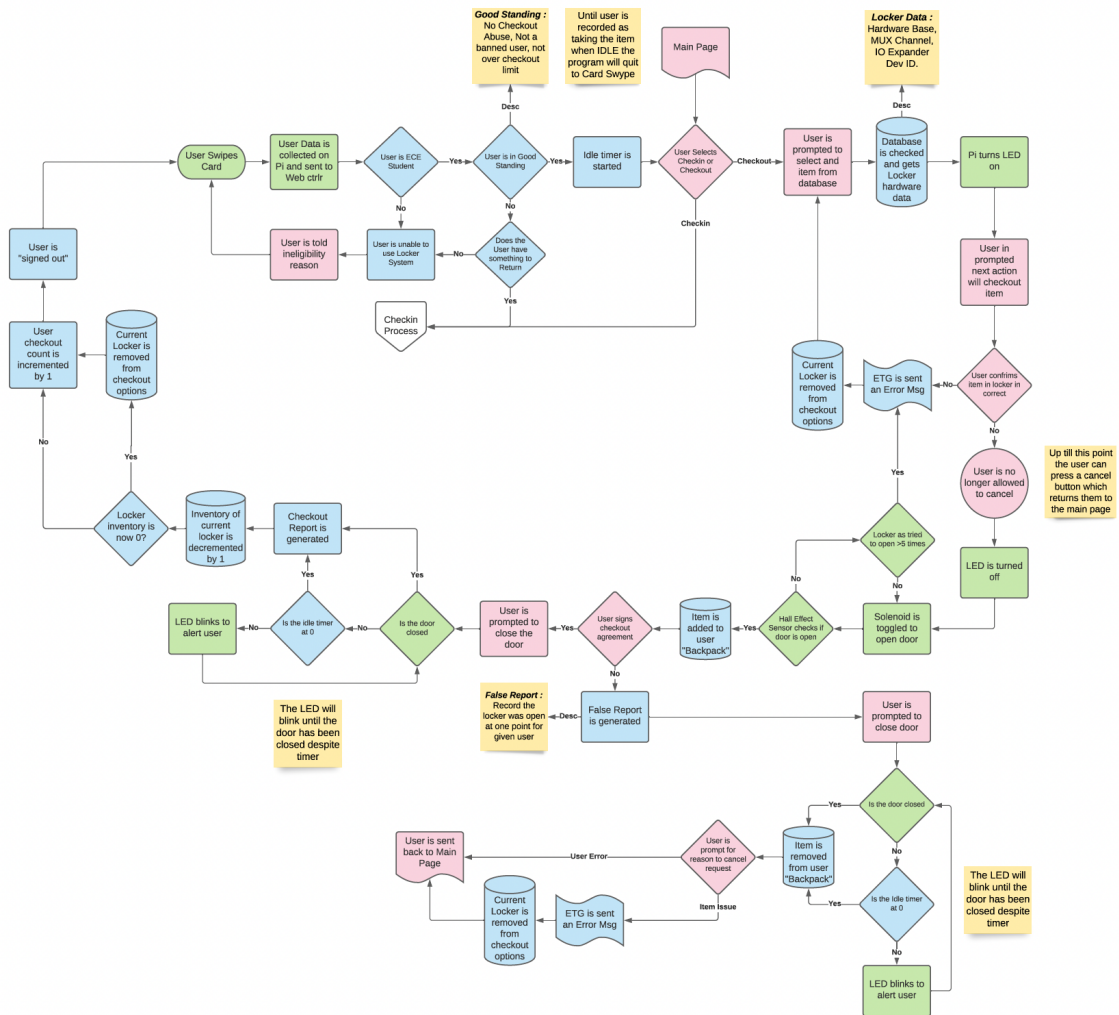 Good Standing :
No Checkout
Abuse, Not a
banned user, not
over checkout
limit
Until user is
recorded as
taking the item
when IDLE the
program will quit
to Card Swype
Main Page
Locker Data :
Hardware Base,
MUX Channel,
IO Expander
Dev ID.
Desc
Desc
User Swipes
Card
User Data is
collected on
Pi and sent to
Web ctrlr
User is ECE
Student
Yes
User is in Good
Standing
Yes
Idle timer is
started
User Selects
Checkin or
Checkout
Checkout
User is
prompted to
select and
item from
database
Database
is checked
and gets
Locker
hardware
data
Pi turns LED
on
No
No
Checkin
User is
"signed out"
User is told
ineligibility
reason
User is unable to
use Locker
System
No
Does the
User have
something to
Return
Yes
User in
prompted
next action
will checkout
item
Checkin
Process
User
checkout
count is
incremented
by 1
Current
Locker is
removed
from
checkout
options
Current
Locker is
removed
from
checkout
options
ETG is sent
an Error Msg
No
User confrims
item in locker in
correct
No
No
Yes
Yes
User is no
longer allowed
to cancel
Up till this point
the user can
press a cancel
button which
returns them to
the main page
Locker
inventory is
now 0?
Inventory of
current
locker is
decremented
by 1
Checkout
Report is
generated
Locker as tried
to open >5 times
Yes
Yes
No
No
LED is turned
off
LED blinks to
alert user
No
Is the idle timer
at 0
No
Is the door
closed
User is
prompted to
close the
door
Yes
User signs
checkout
agreement
Item is
added to
user
"Backpack"
Yes
Hall Effect
Sensor checks if
door is open
Solenoid is
toggled to
open door
No
The LED will
blink until the
door has been
closed despite
timer
False Report :
Record the
locker was open
at one point for
given user
Desc
False Report
is generated
User is
prompted to
close door
Is the door
closed
Yes
No
User is sent
back to Main
Page
User Error
User is
prompt for
reason to cancel
request
Item is
removed
from user
"Backpack"
Yes
Is the Idle timer
at 0
The LED will
blink until the
door has been
closed despite
timer
Item Issue
Current
Locker is
removed
from
checkout
options
ETG is sent
an Error Msg
No
LED blinks to
alert user